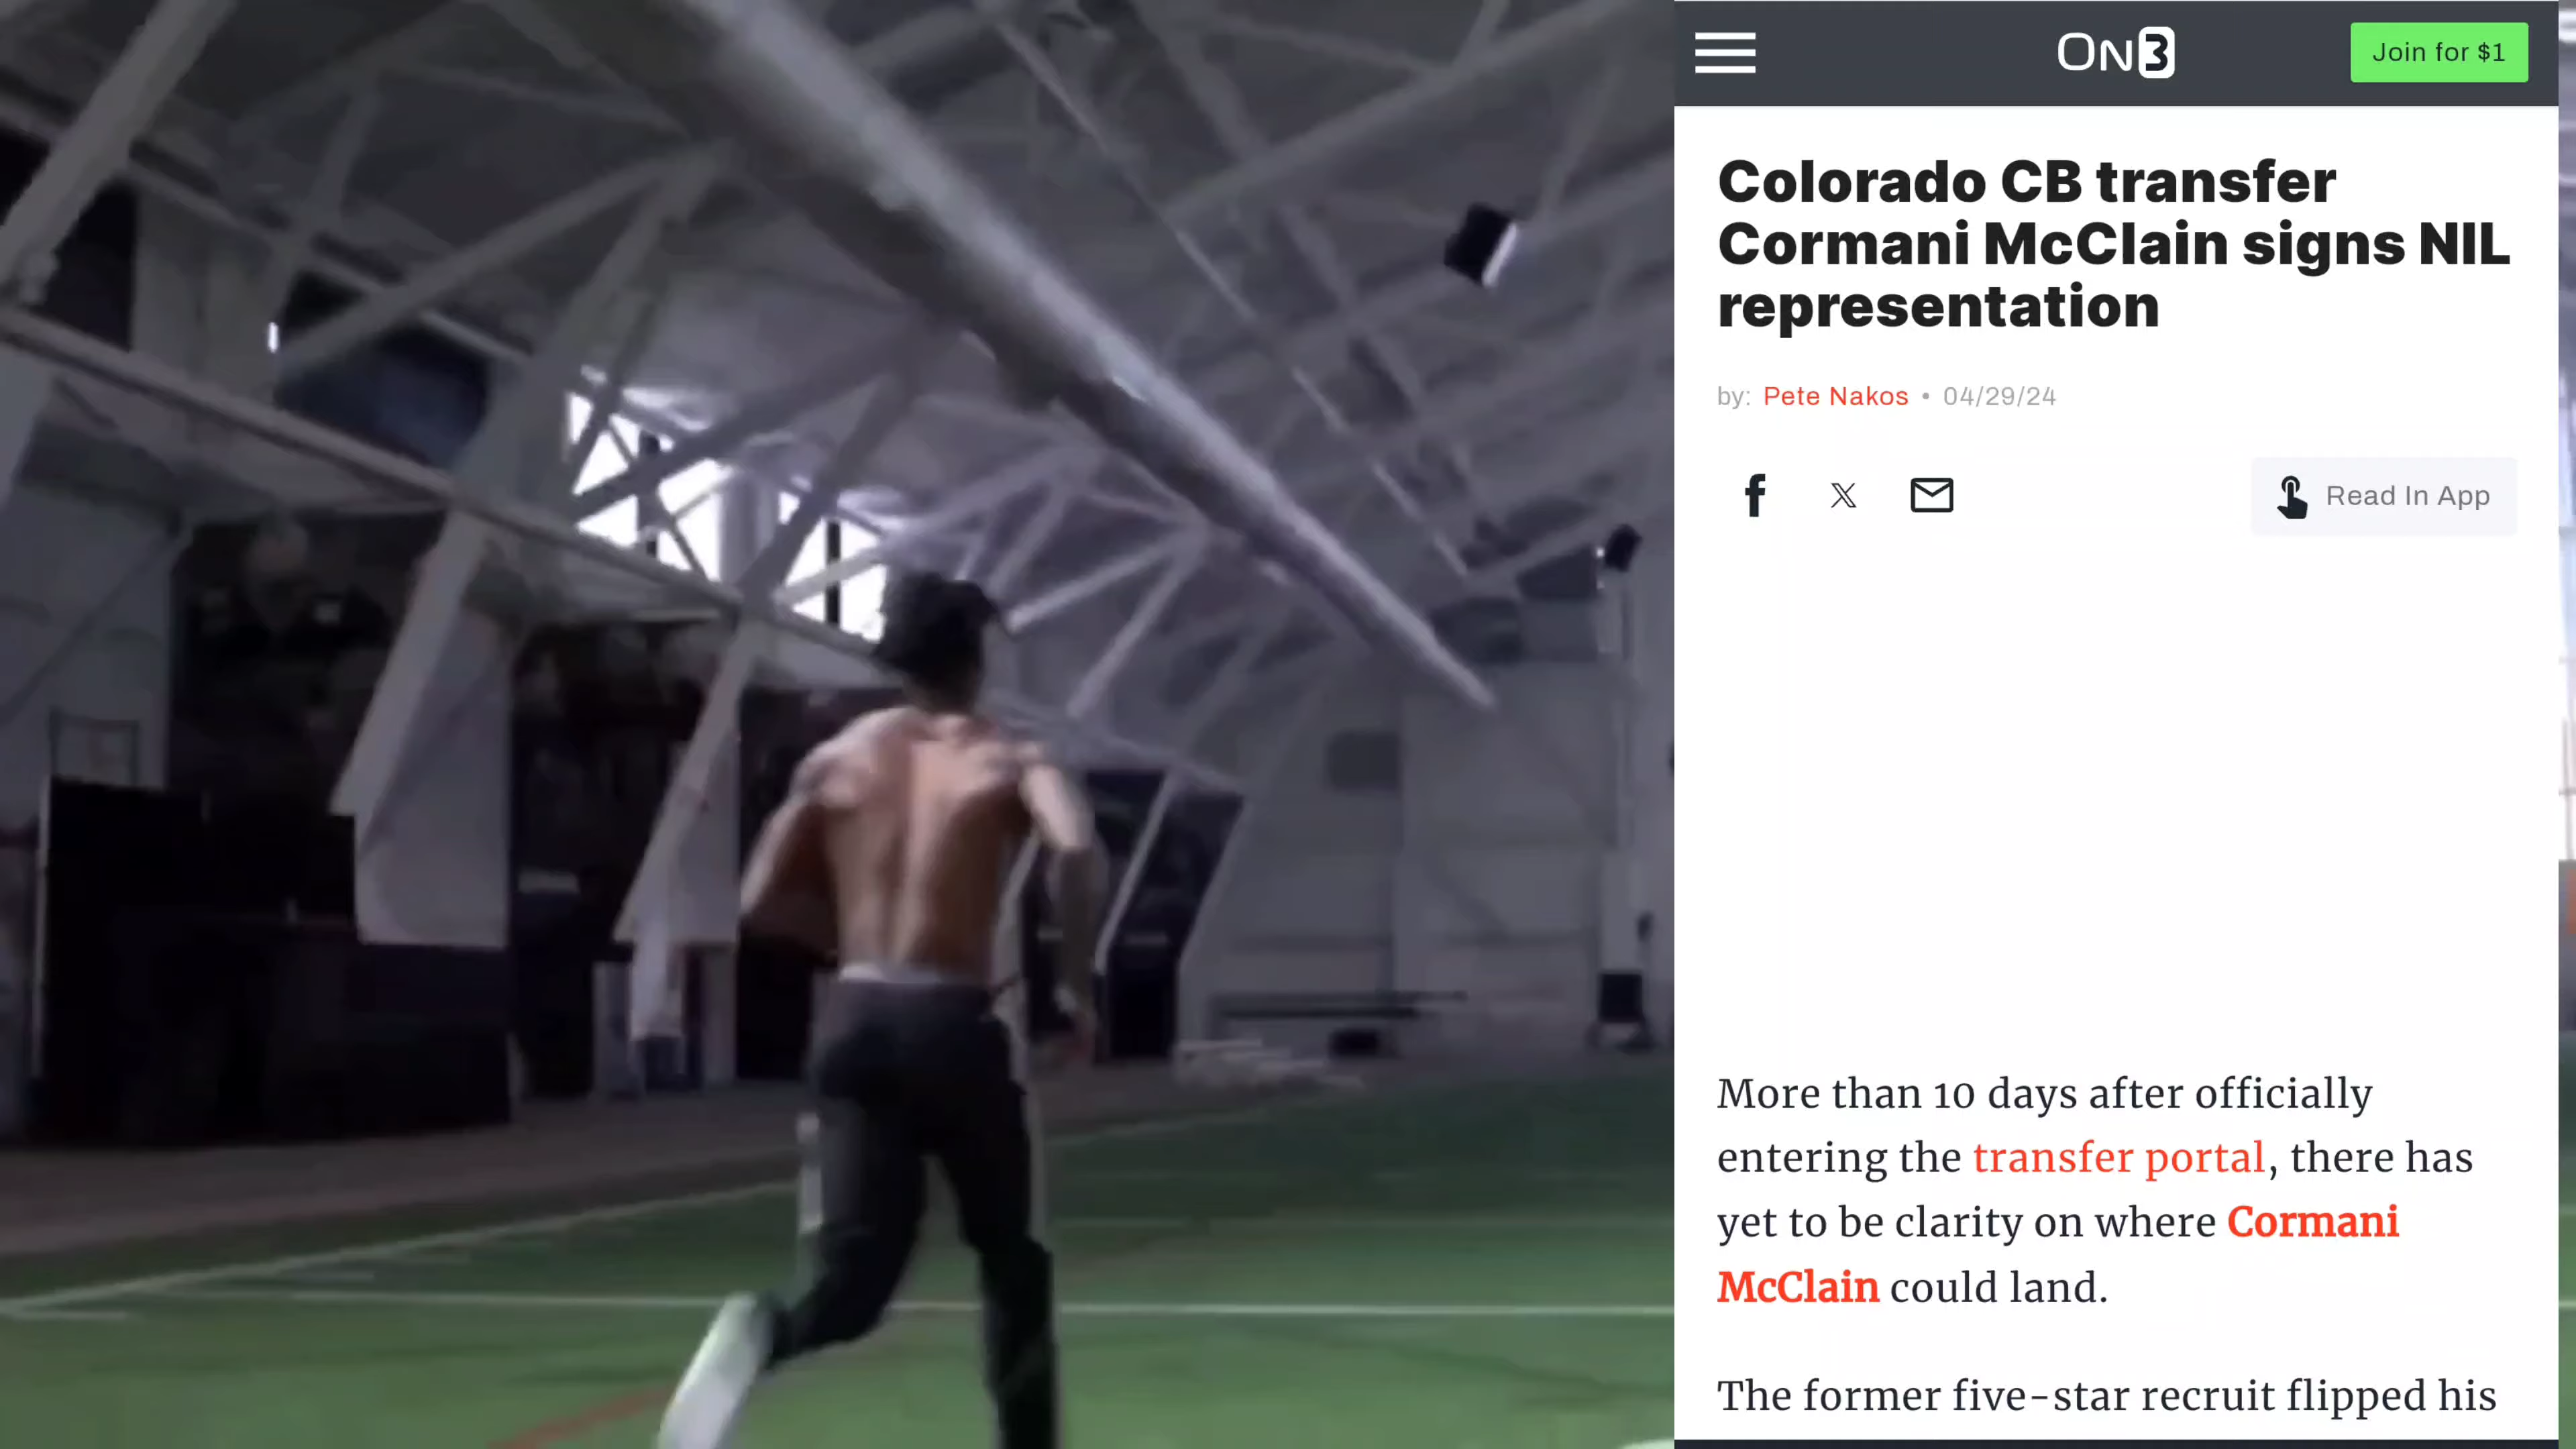 ON3
Join for $1
Colorado CB transfer
Cormani McClain signs NIL
representation
by: Pete Nakos • 04/29/24
Read In App
More than 10 days after officially
entering the transfer portal, there has
yet to be clarity on where Cormani
McClain could land.
The former five-star recruit flipped his